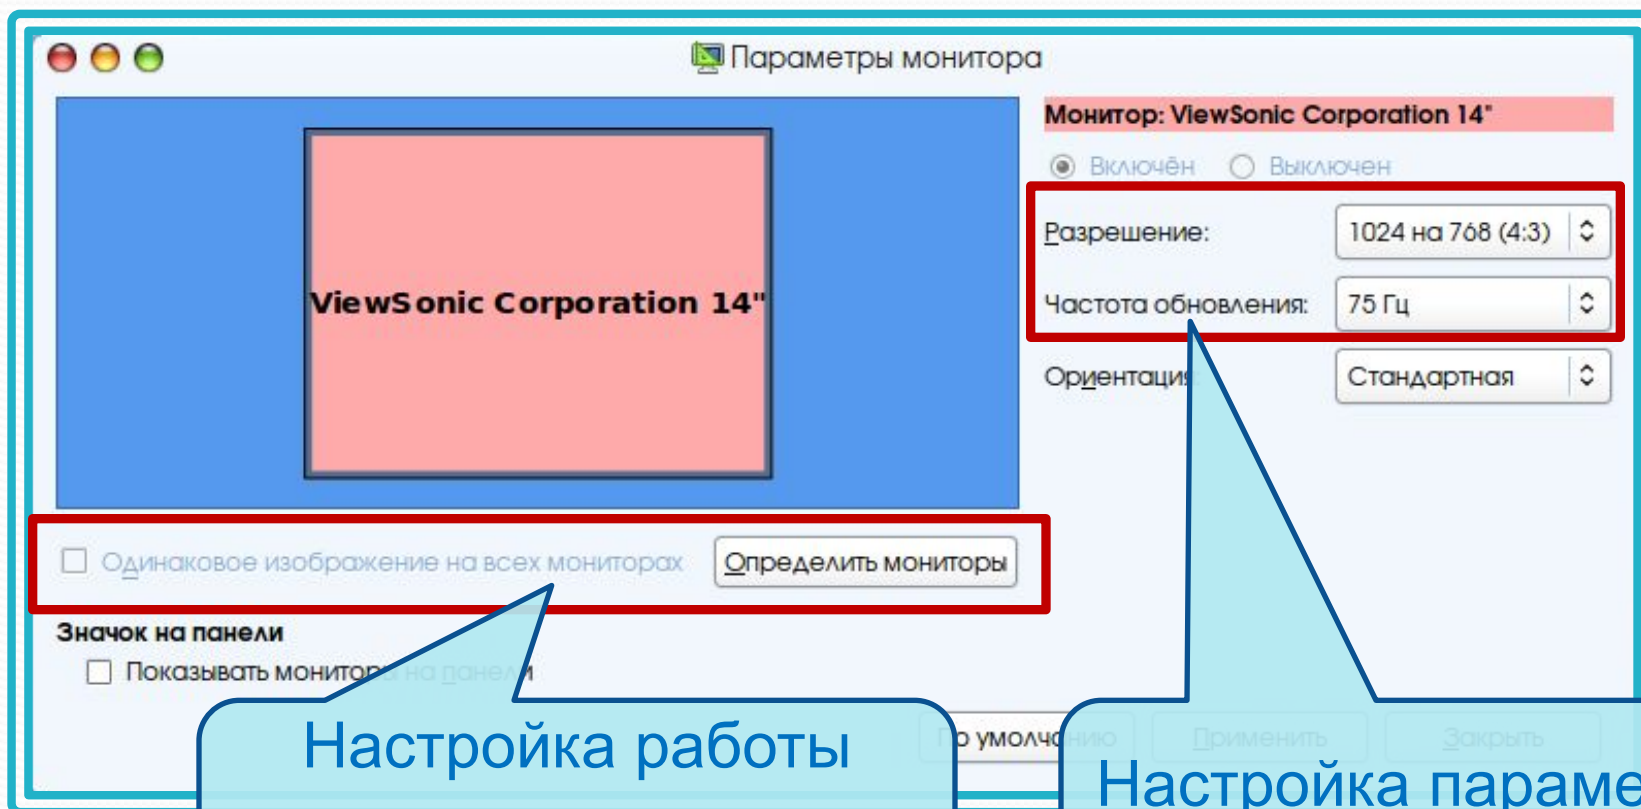 Параметры монитора
Монитор: ViewSonic Corporation 14"
Включён Выключен
Разрешение: 1024 на 768 (4:3)
ViewSonic Corporation 14"
Частота обновления: 75 Гц
Ориентация Стандартная
Одинаковое изображение на всех мониторах Определить мониторы
Значок на панели
Показывать мониторы на панели
По умолчанию Применить Закрыть
Настройка работы
Настройка параме